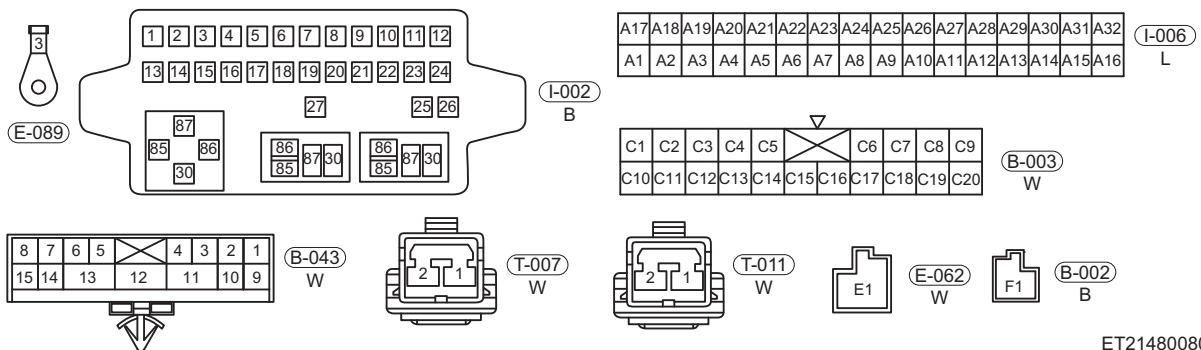 3
E-089
1 2 3 4 5 6 7 8 9 10 11 12
13 14 15 16 17 18 19 20 21 22 23 24
27 25 26
87
85 86
30
86 87 30
85
86 87 30
85
I-002
B
A17 A18 A19 A20 A21 A22 A23 A24 A25 A26 A27 A28 A29 A30 A31 A32
A1 A2 A3 A4 A5 A6 A7 A8 A9 A10 A11 A12 A13 A14 A15 A16
I-006
L
C1 C2 C3 C4 C5 C6 C7 C8 C9
C10 C11 C12 C13 C14 C15 C16 C17 C18 C19 C20
B-003
W
8 7 6 5 4 3 2 1
15 14 13 12 11 10 9
B-043
W
2 1
T-007
W
2 1
T-011
W
E1
E-062
W
F1
B-002
B
ET21480080